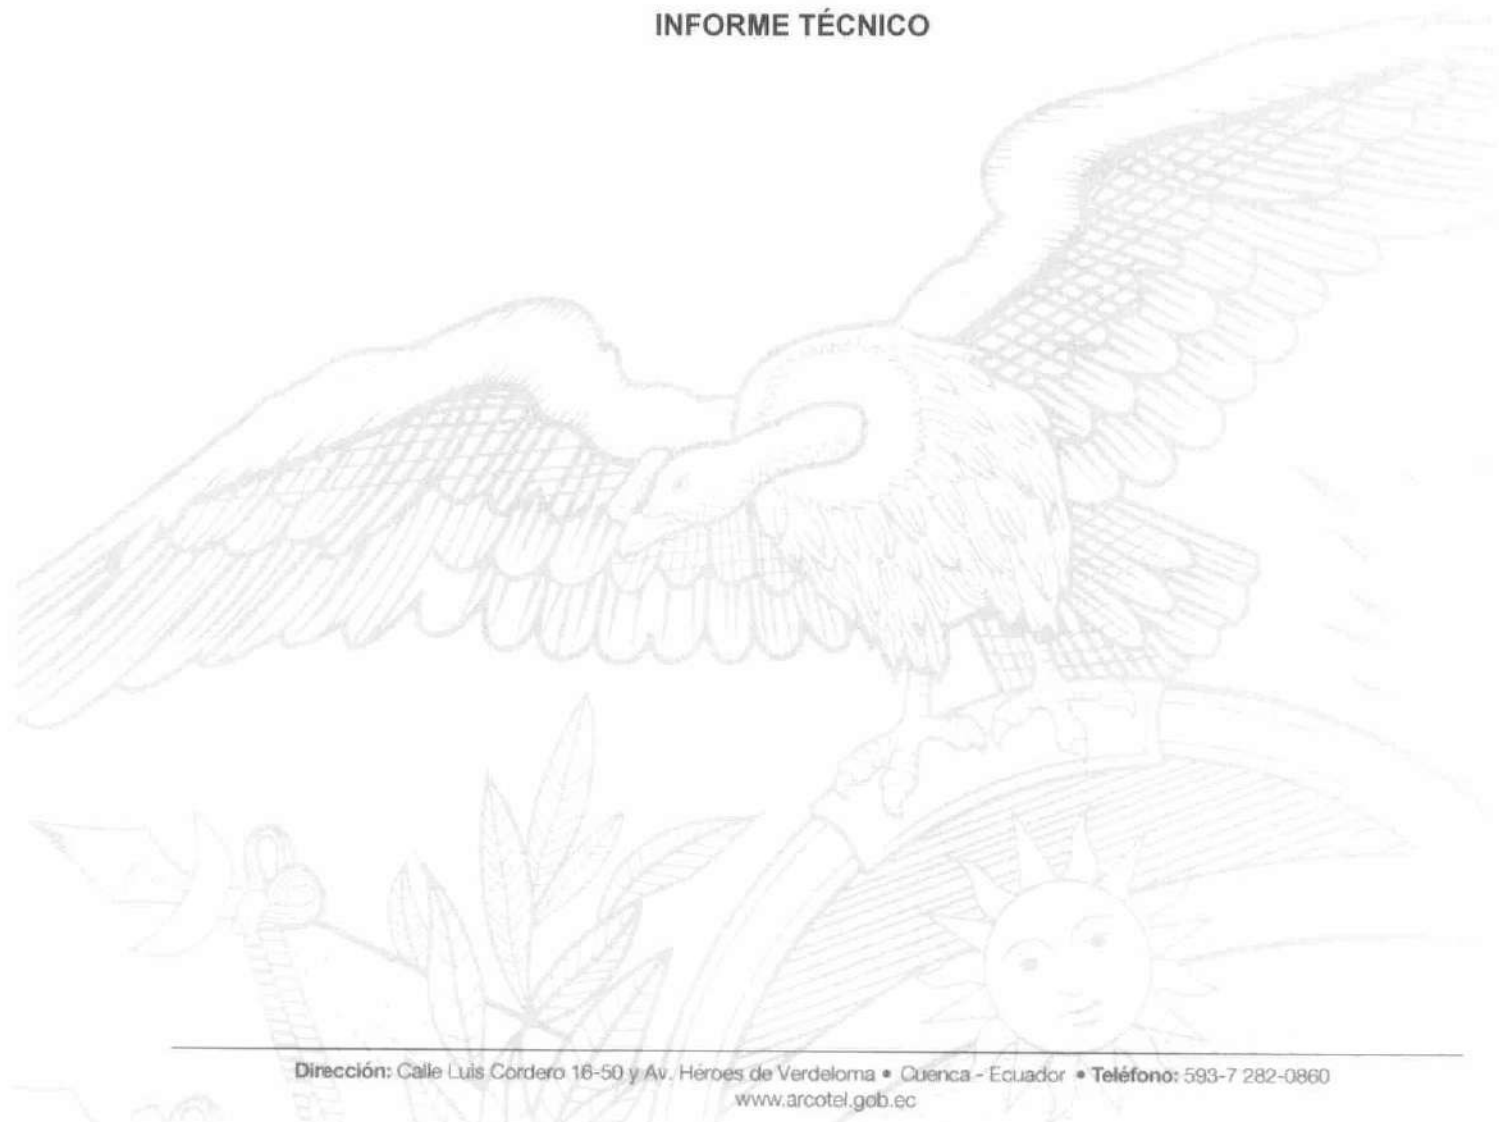 INFORME TÉCNICO
Dirección: Calle Luis Cordero 16-50 y Av. Héroes de Verdeloma • Cuenca - Ecuador • Teléfono: 593-7 282-0860
www.arcotel.gob.ec